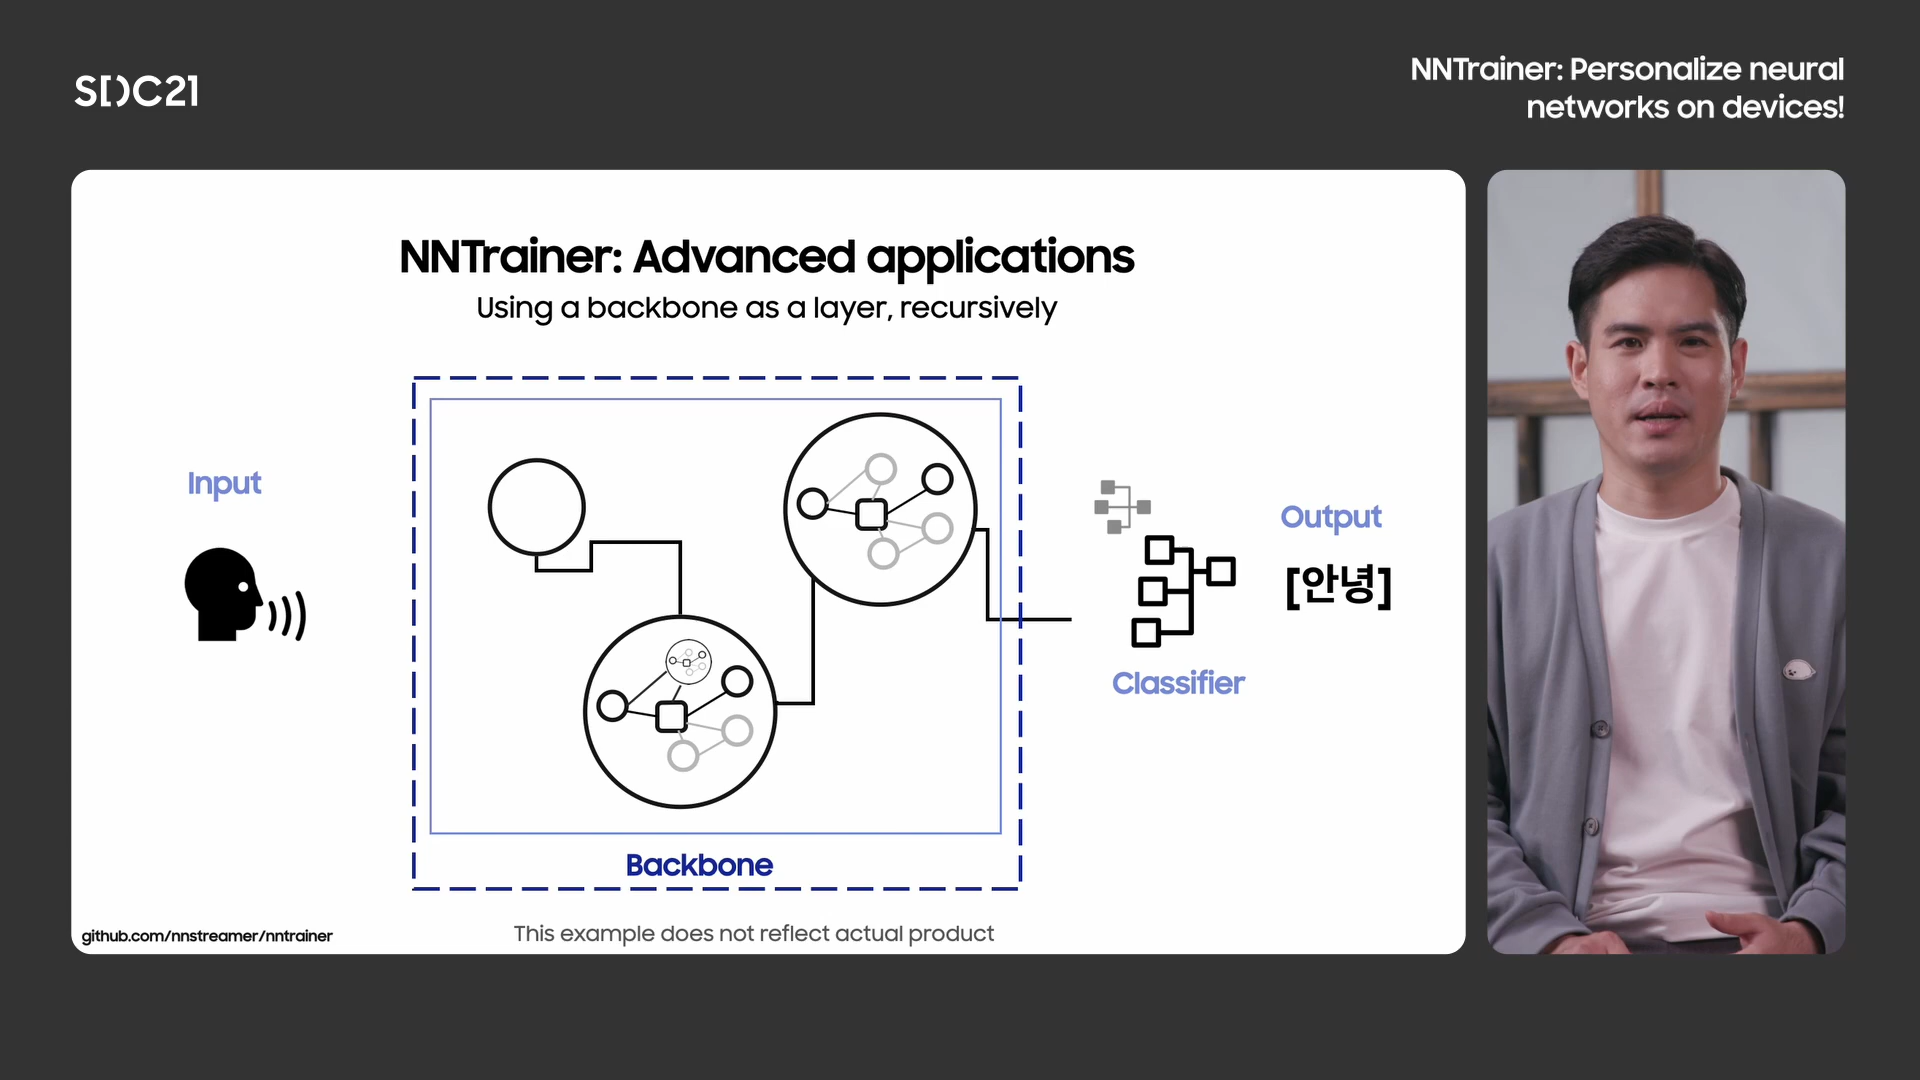 SDC21
NNTrainer: Personalize neural
networks on devices!
NNTrainer: Advanced applications
Using a backbone as a layer, recursively
Input
Output
[안녕]
Classifier
Backbone
github.com/nnstreamer/nntrainer
This example does not reflect actual product